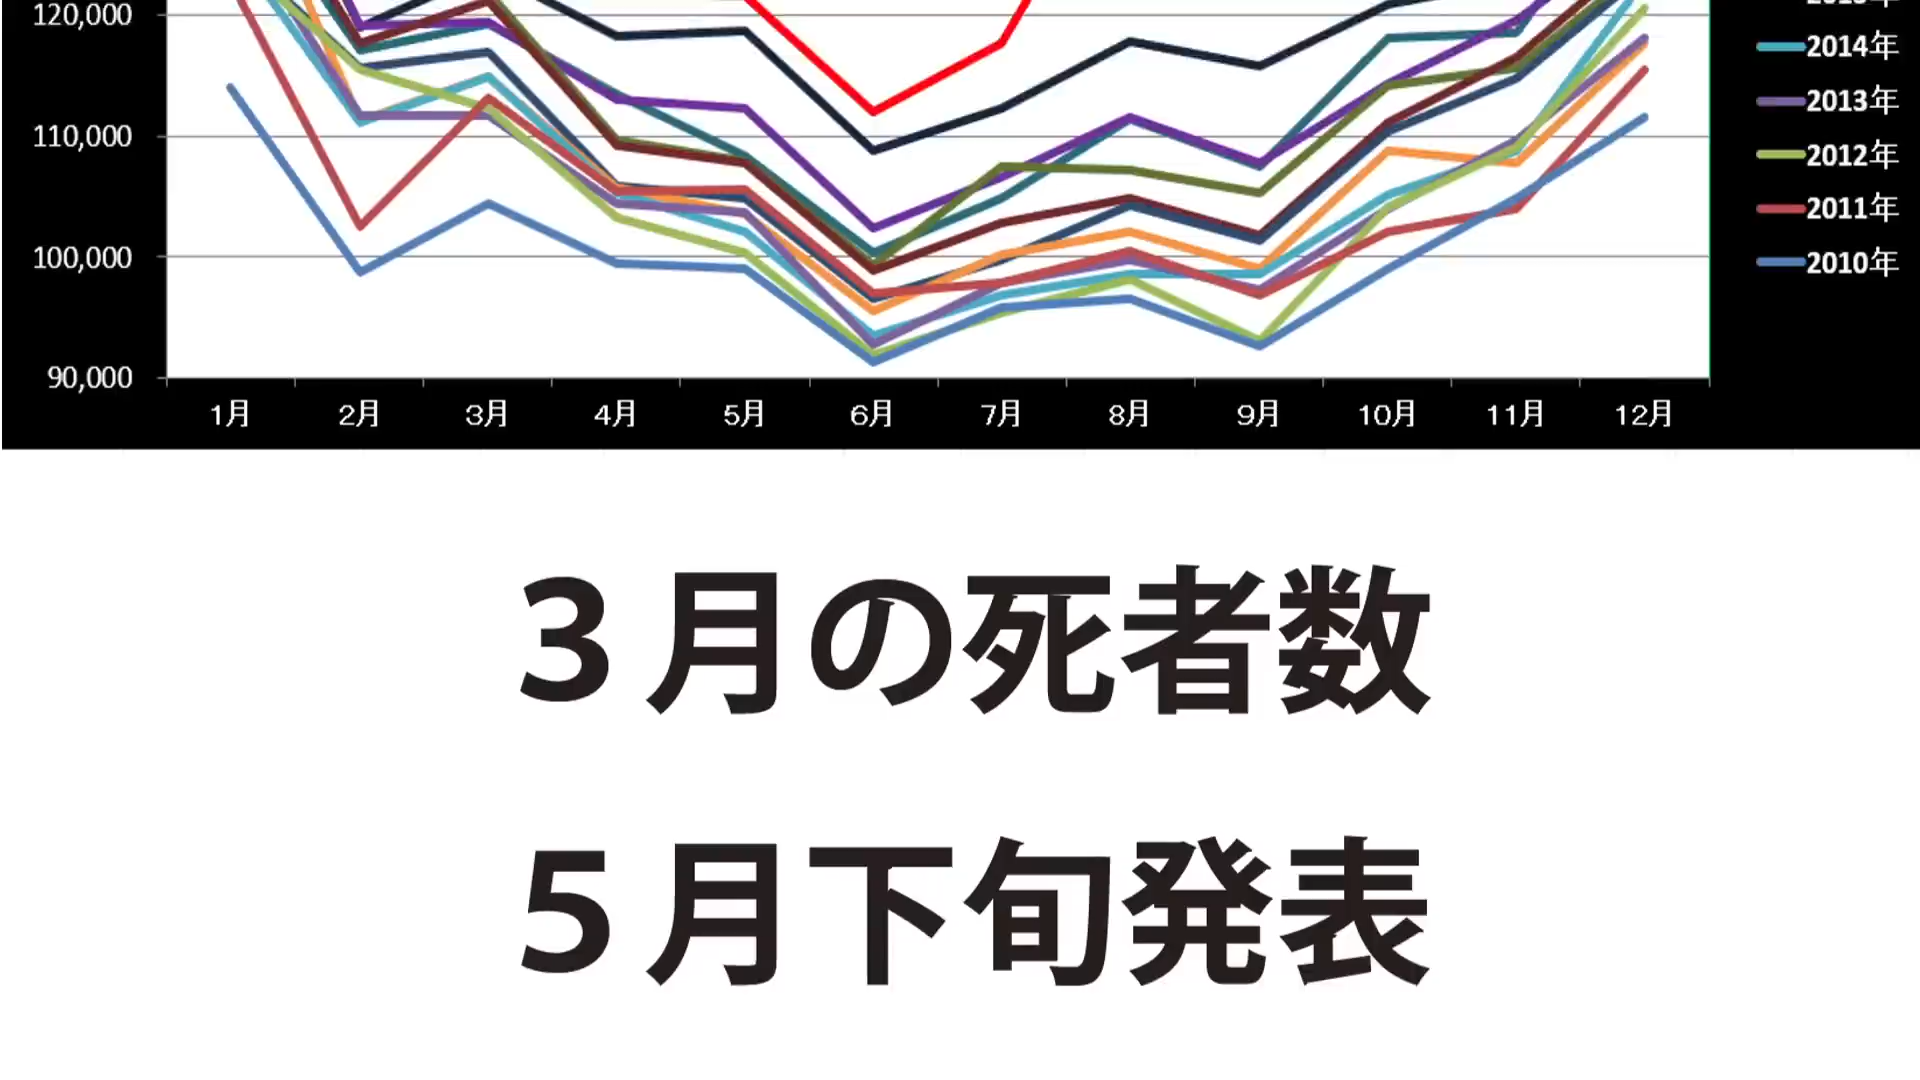 120,000
2014年
2013年
110,000
2012年
2011年
100,000
2010年
90,000
1月 2月 3月 4月 5月 6月 7月 8月 9月 10月 11月 12月
３月の死者数
５月下旬発表